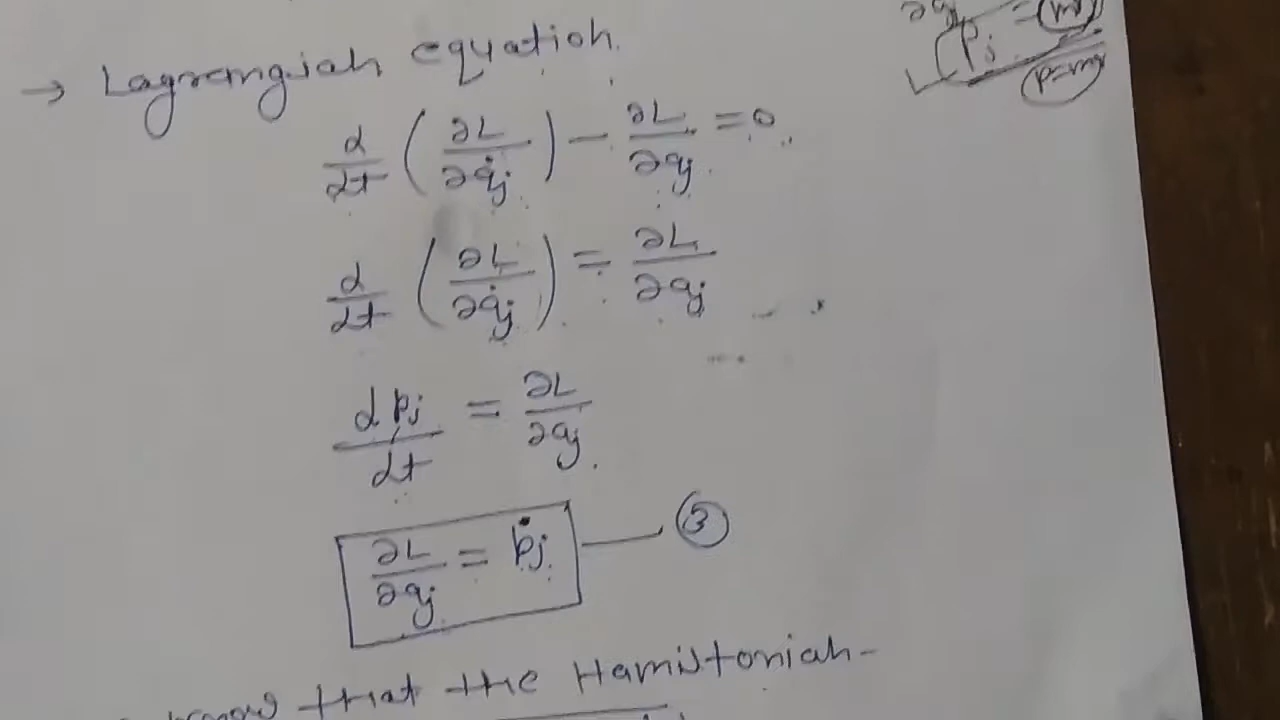 → Lagrangian equation.
d/dt (∂L/∂q̇j) − ∂L/∂qj = 0
d/dt (∂L/∂q̇j) = ∂L/∂qj
dpj/dt = ∂L/∂qj
∂L/∂qj = ṗj — ③
that the Hamiltonian-